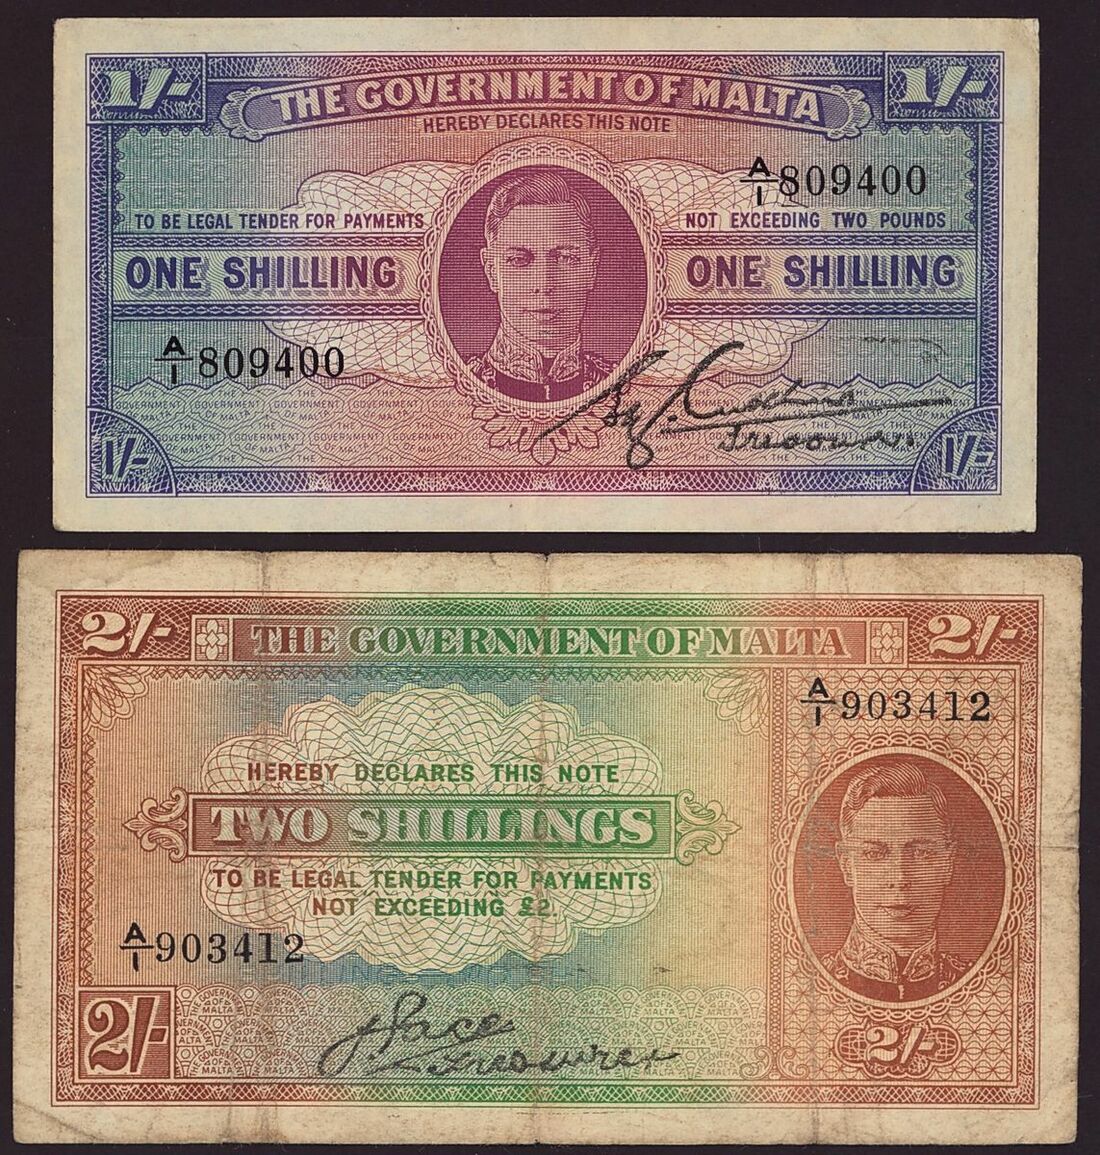 1/- THE GOVERNMENT OF MALTA 1/-
HEREBY DECLARES THIS NOTE
A/1 809400
TO BE LEGAL TENDER FOR PAYMENTS NOT EXCEEDING TWO POUNDS
ONE SHILLING ONE SHILLING
A/1 809400
Treasurer
1/- 1/-
2/- THE GOVERNMENT OF MALTA 2/-
A/1 903412
HEREBY DECLARES THIS NOTE
TWO SHILLINGS
TO BE LEGAL TENDER FOR PAYMENTS
NOT EXCEEDING £2.
A/1 903412
J. Pace
Treasurer
2/- 2/-